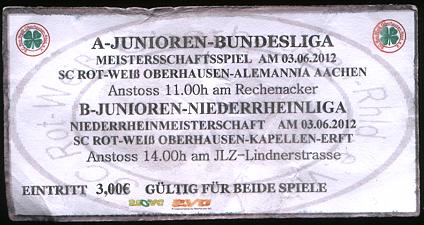 A-JUNIOREN-BUNDESLIGA
MEISTERSSCHAFTSSPIEL AM 03.06.2012
SC ROT-WEIß OBERHAUSEN-ALEMANNIA AACHEN
Anstoss 11.00h am Rechenacker
B-JUNIOREN-NIEDERRHEINLIGA
NIEDERRHEINMEISTERSCHAFT AM 03.06.2012
SC ROT-WEIß OBERHAUSEN-KAPELLEN-ERFT
Anstoss 14.00h am JLZ-Lindnerstrasse
EINTRITT 3,00€ GÜLTIG FÜR BEIDE SPIELE
evo